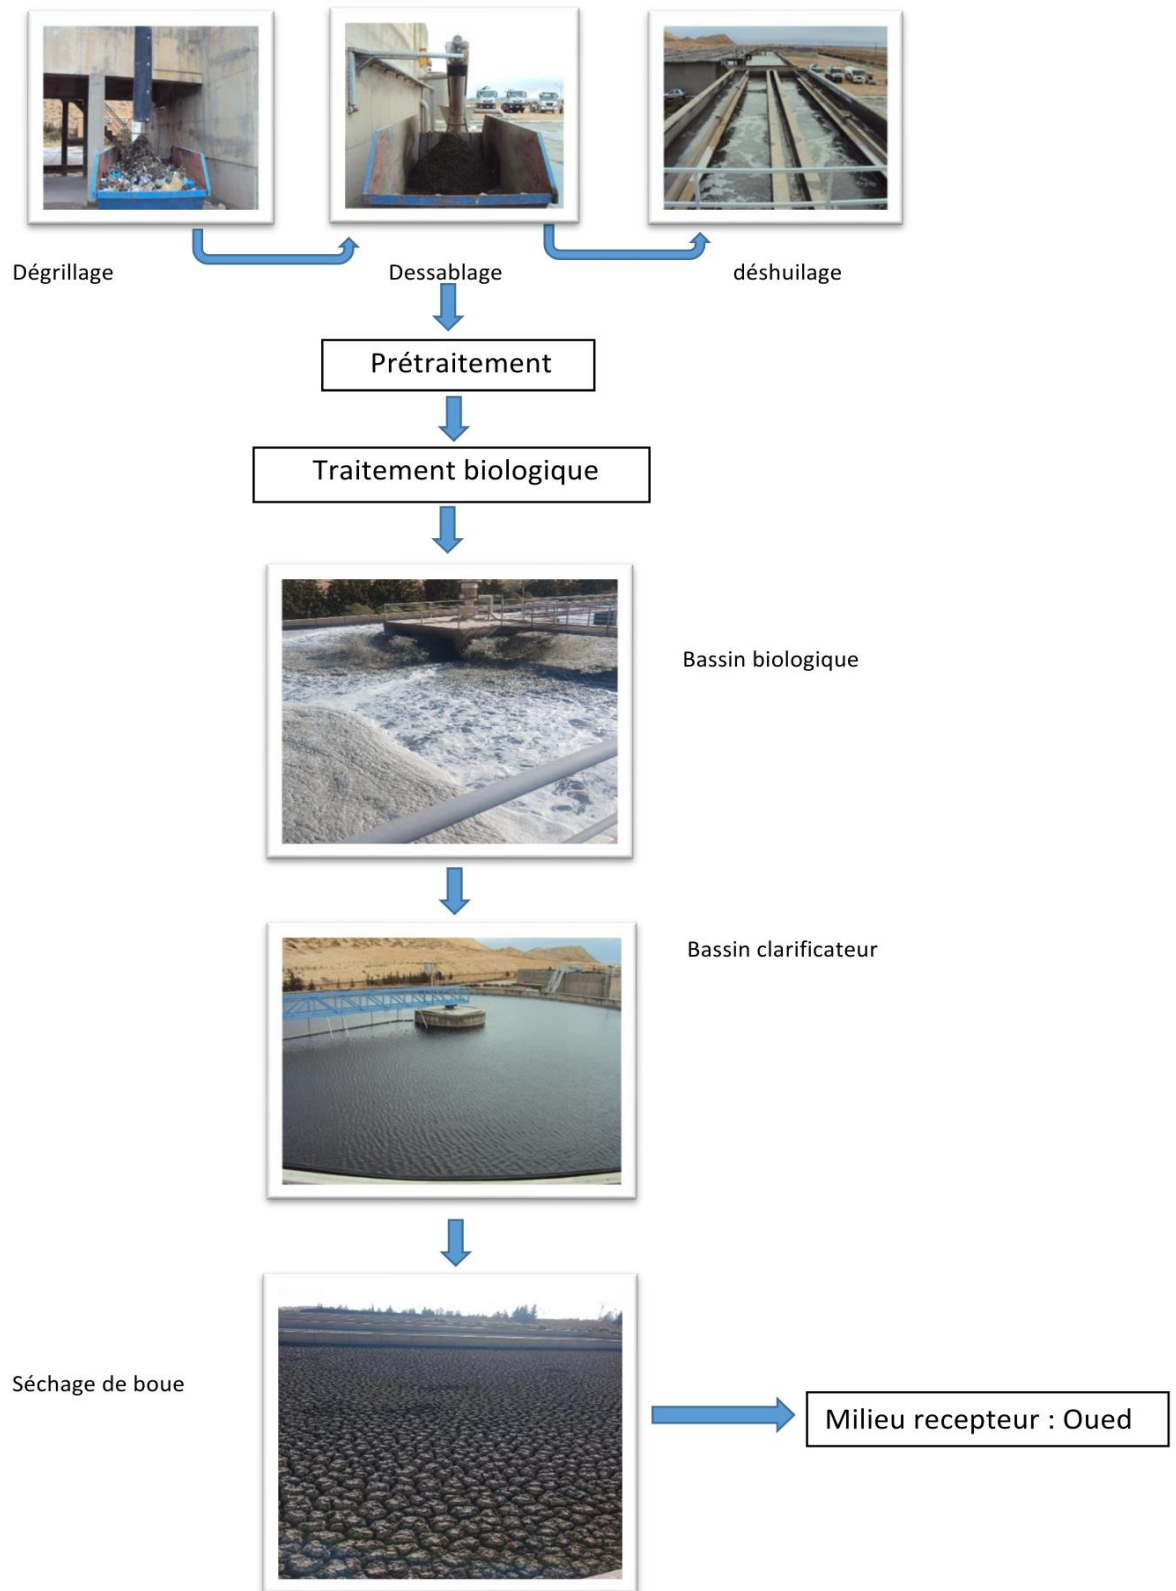 Dégrillage
Dessablage
déshuilage
Prétraitement
Traitement biologique
Bassin biologique
Bassin clarificateur
Séchage de boue
Milieu recepteur : Oued